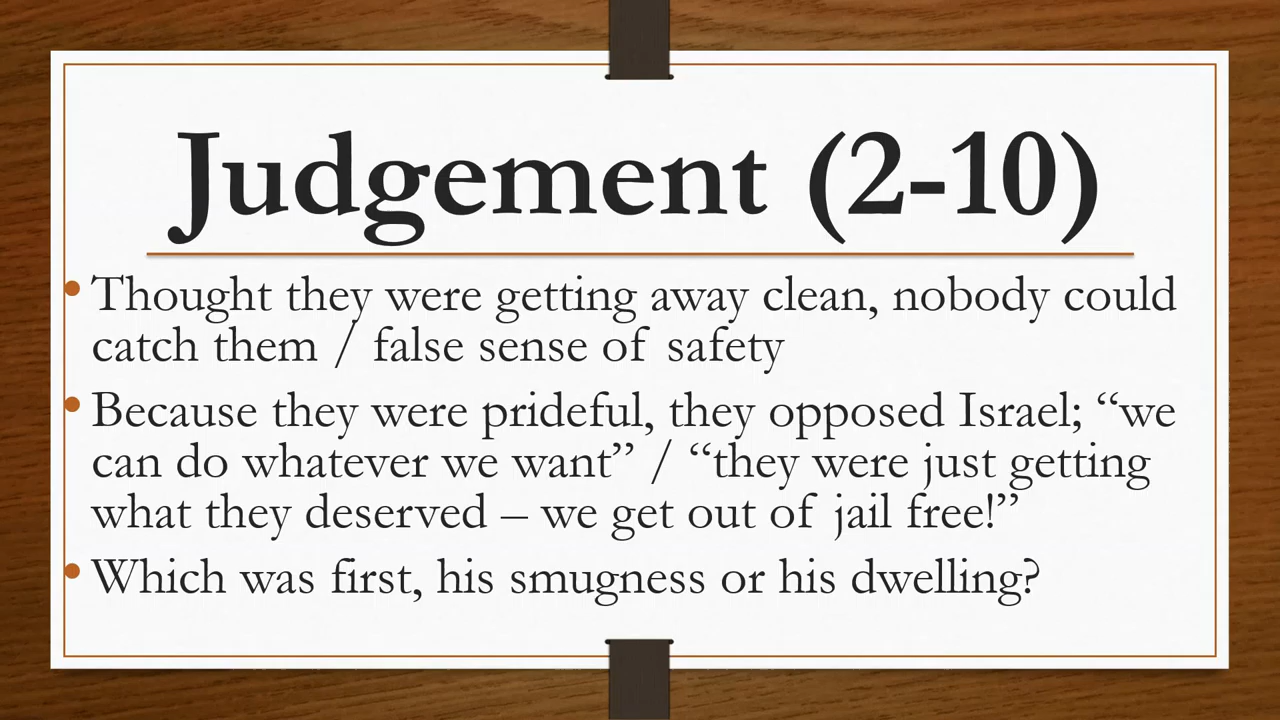 Judgement (2-10)
• Thought they were getting away clean, nobody could
catch them / false sense of safety
• Because they were prideful, they opposed Israel; “we
can do whatever we want” / “they were just getting
what they deserved – we get out of jail free!”
• Which was first, his smugness or his dwelling?